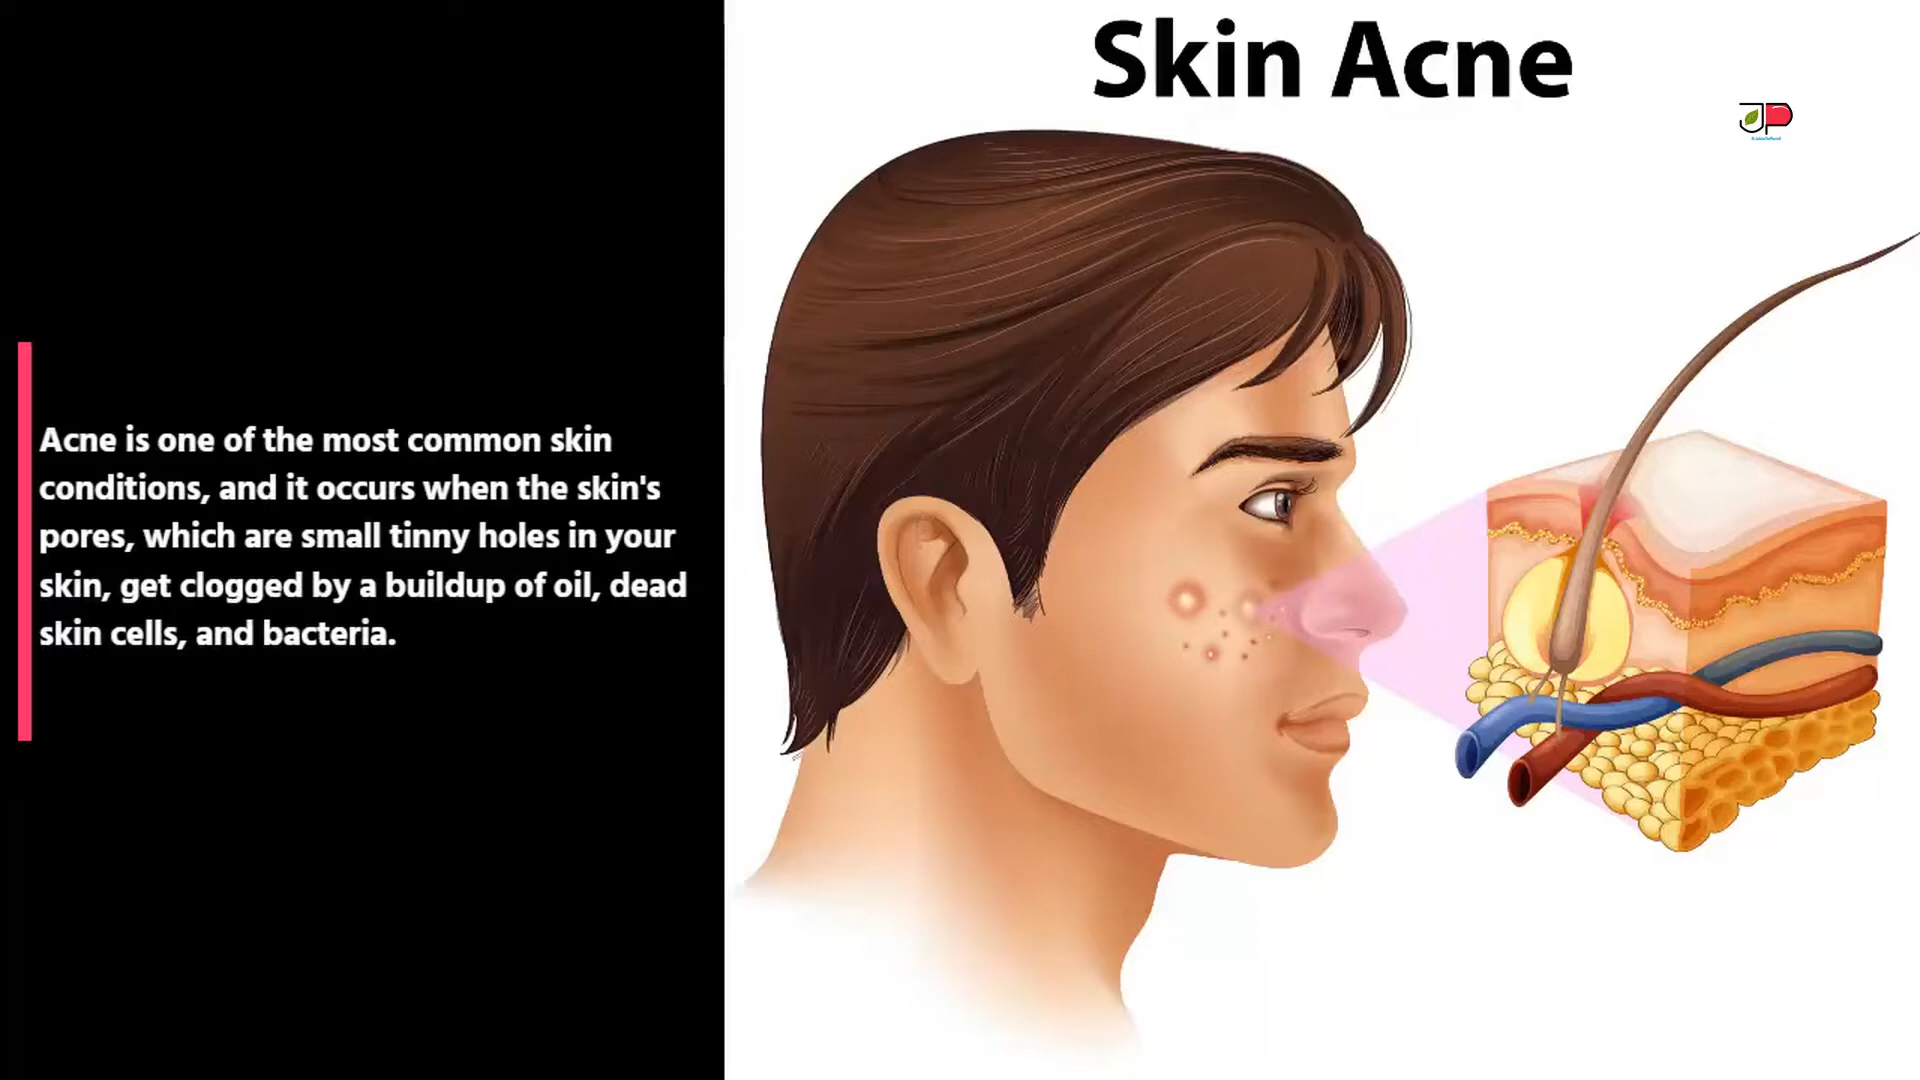 Skin Acne
JP
Acne is one of the most common skin
conditions, and it occurs when the skin's
pores, which are small tinny holes in your
skin, get clogged by a buildup of oil, dead
skin cells, and bacteria.